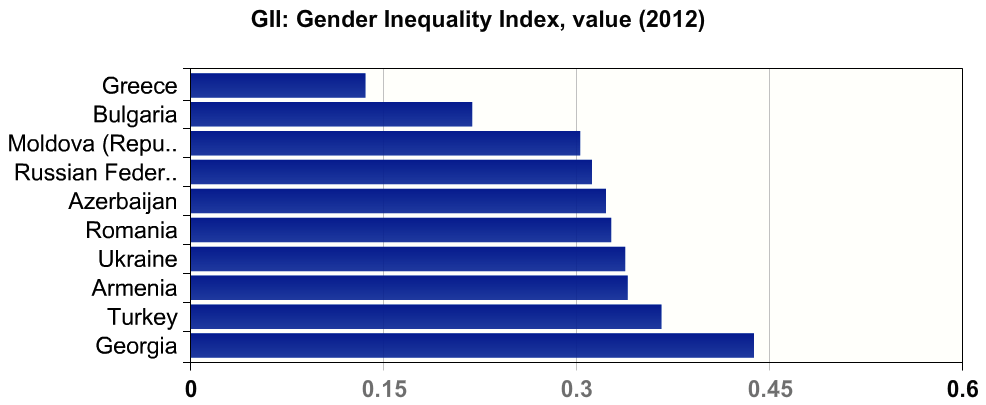 GII: Gender Inequality Index, value (2012)
Greece
Bulgaria
Moldova (Repu..
Russian Feder..
Azerbaijan
Romania
Ukraine
Armenia
Turkey
Georgia
0 0.15 0.3 0.45 0.6